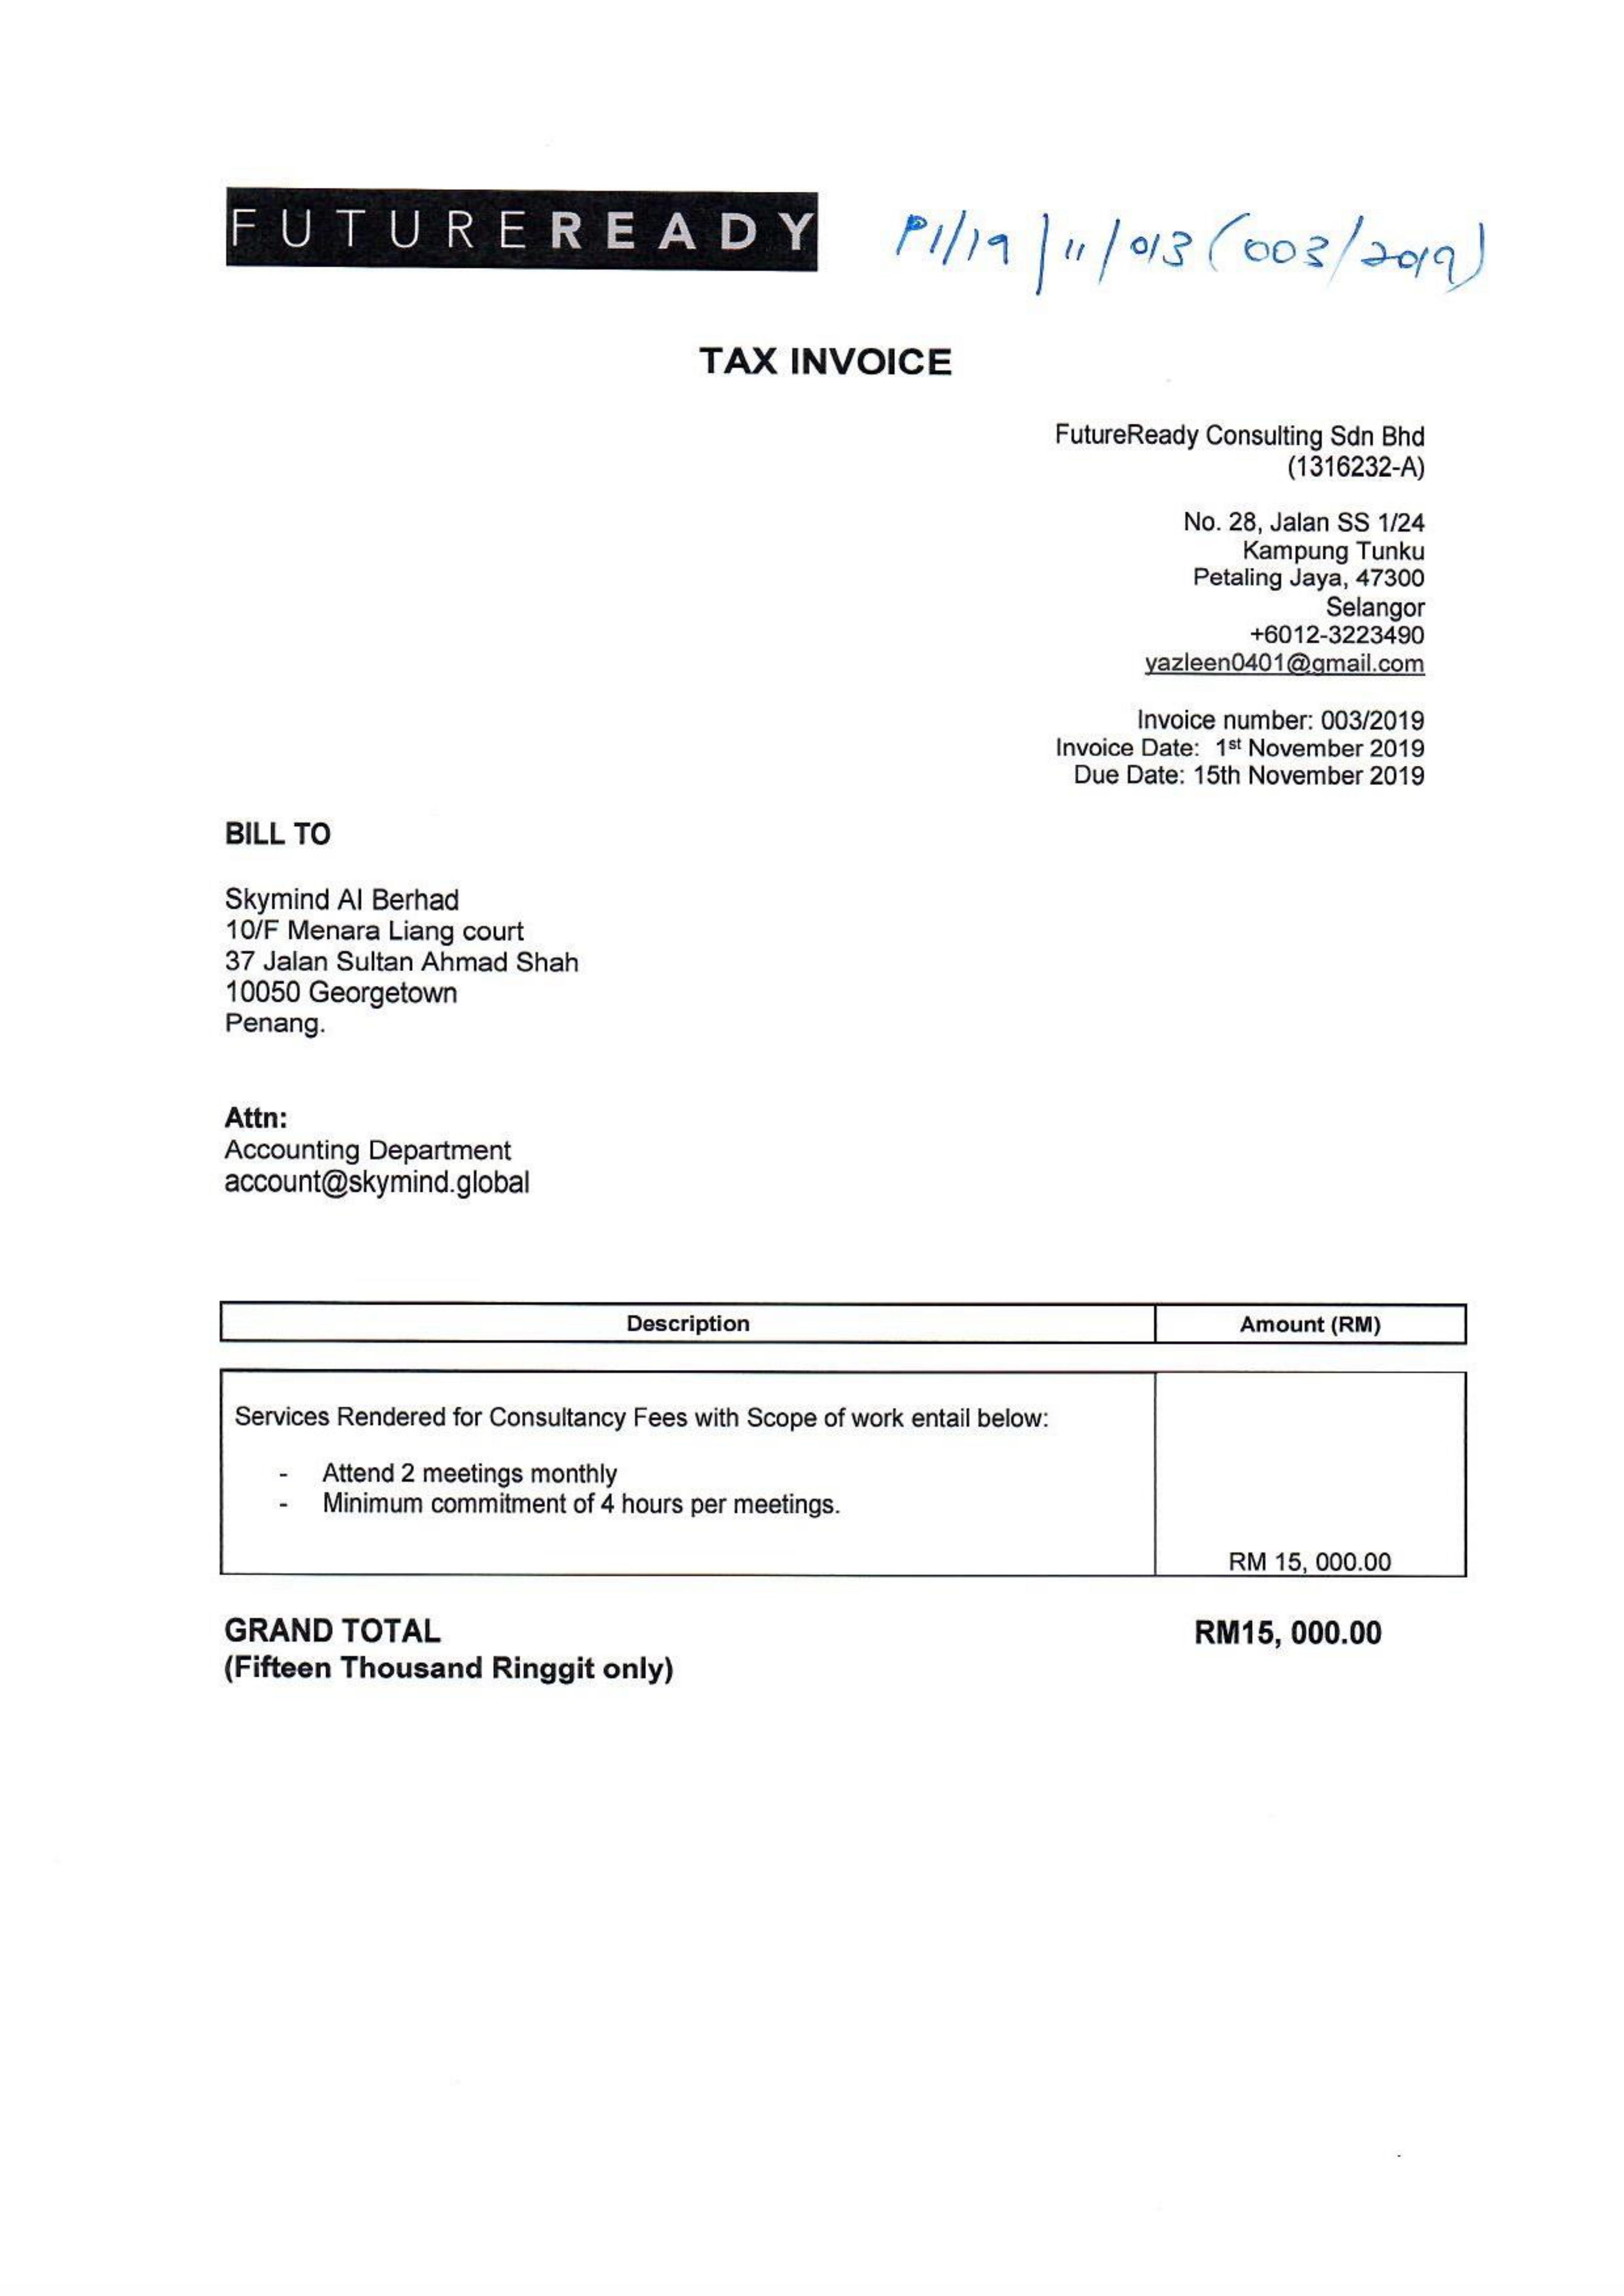 FUTUREREADY
P1/19/11/013 (003/2019)
TAX INVOICE
FutureReady Consulting Sdn Bhd
(1316232-A)
No. 28, Jalan SS 1/24
Kampung Tunku
Petaling Jaya, 47300
Selangor
+6012-3223490
yazleen0401@gmail.com
Invoice number: 003/2019
Invoice Date: 1st November 2019
Due Date: 15th November 2019
BILL TO
Skymind AI Berhad
10/F Menara Liang court
37 Jalan Sultan Ahmad Shah
10050 Georgetown
Penang.
Attn:
Accounting Department
account@skymind.global
Description Amount (RM)
Services Rendered for Consultancy Fees with Scope of work entail below:
- Attend 2 meetings monthly
- Minimum commitment of 4 hours per meetings.
RM 15, 000.00
GRAND TOTAL RM15, 000.00
(Fifteen Thousand Ringgit only)